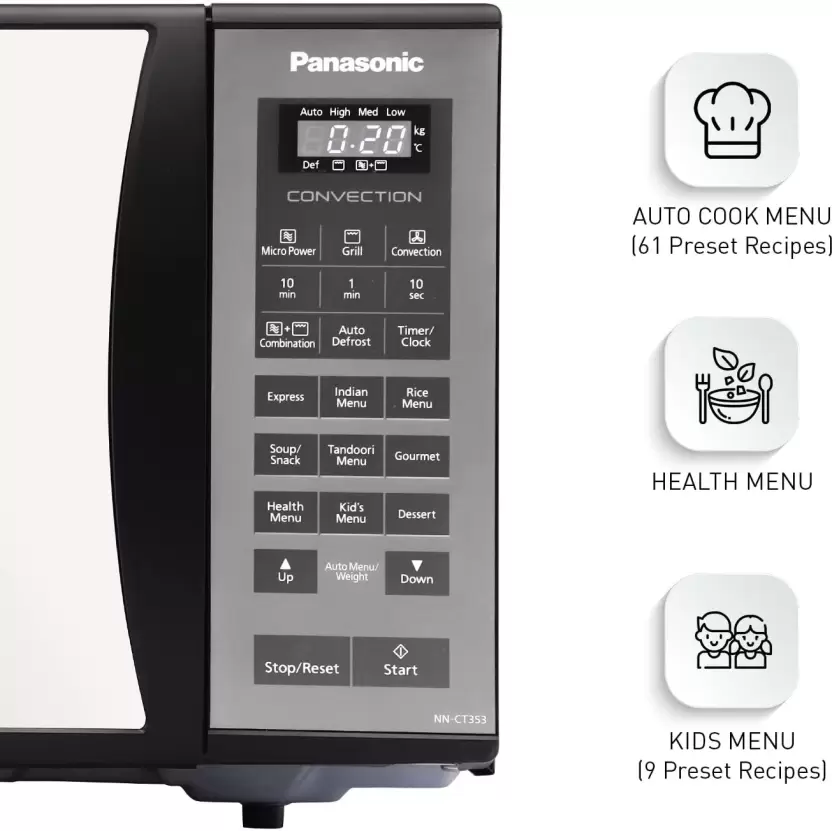 Panasonic
Auto High Med Low
0.20 kg
℃
Def +
CONVECTION
Micro Power Grill Convection
10 min 1 min 10 sec
+
Combination Auto Defrost Timer/ Clock
Express Indian Menu Rice Menu
Soup/ Snack Tandoori Menu Gourmet
Health Menu Kid's Menu Dessert
▲ Up Auto Menu/ Weight ▼ Down
Stop/Reset Start
NN-CT353
AUTO COOK MENU
(61 Preset Recipes)
HEALTH MENU
KIDS MENU
(9 Preset Recipes)